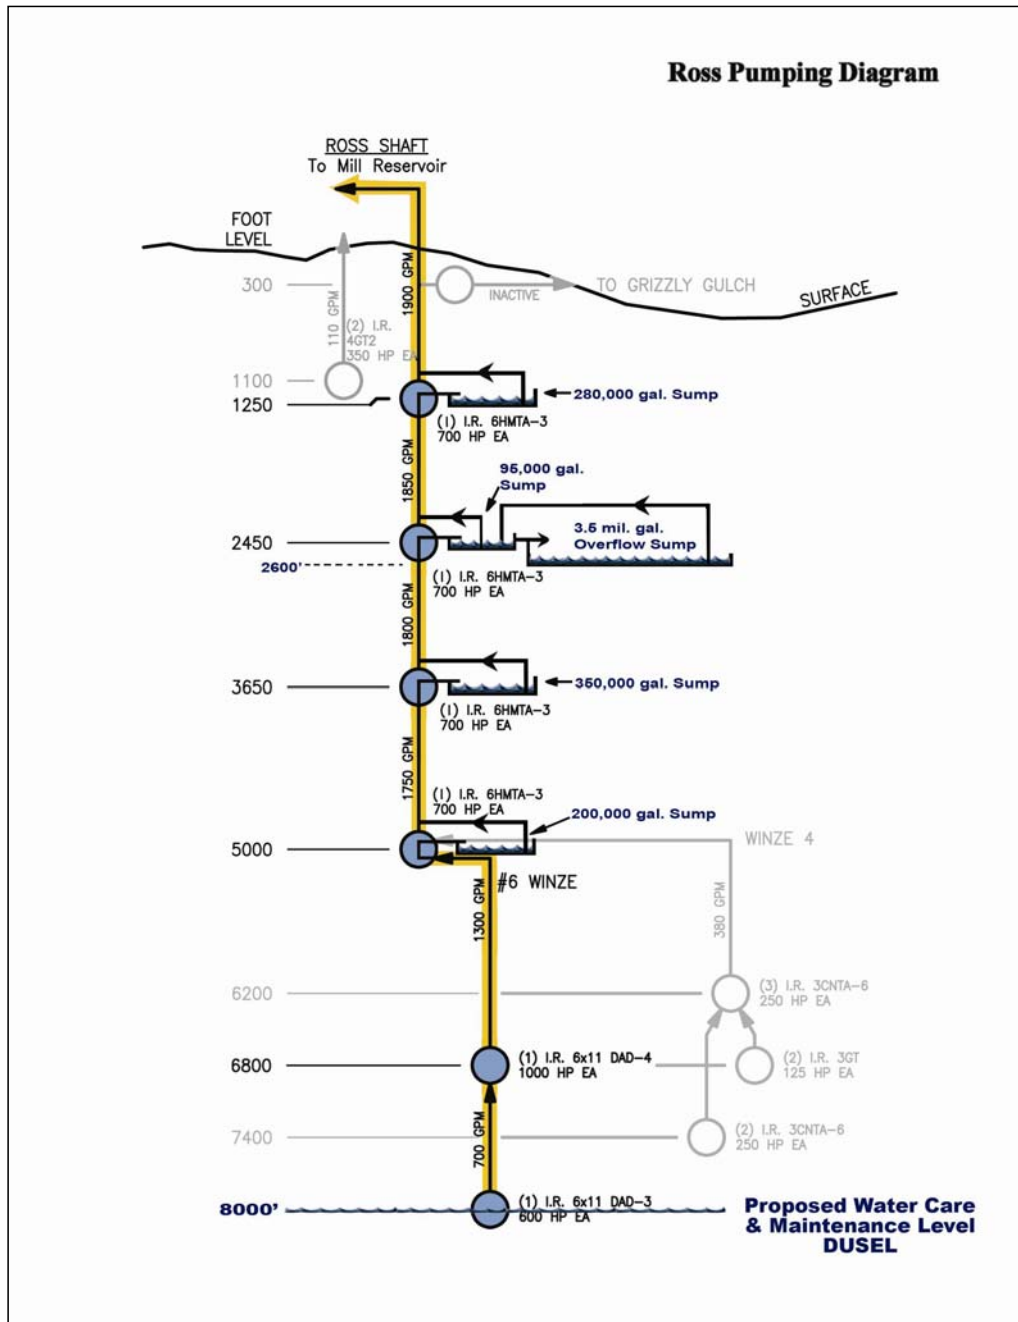 Ross Pumping Diagram
ROSS SHAFT
To Mill Reservoir
FOOT
LEVEL
300
INACTIVE
TO GRIZZLY GULCH
SURFACE
1900 GPM
110 GPM
(2) I.R.
4GT2
350 HP EA
1100
1250
280,000 gal. Sump
(1) I.R. 6HMTA-3
700 HP EA
1850 GPM
95,000 gal.
Sump
3.5 mil. gal.
Overflow Sump
2450
2600'
(1) I.R. 6HMTA-3
700 HP EA
1800 GPM
3650
350,000 gal. Sump
(1) I.R. 6HMTA-3
700 HP EA
1750 GPM
(1) I.R. 6HMTA-3
700 HP EA
200,000 gal. Sump
5000
WINZE 4
#6 WINZE
1300 GPM
380 GPM
6200
(3) I.R. 3CNTA-6
250 HP EA
6800
(1) I.R. 6x11 DAD-4
1000 HP EA
(2) I.R. 3GT
125 HP EA
7400
700 GPM
(2) I.R. 3CNTA-6
250 HP EA
8000'
(1) I.R. 6x11 DAD-3
600 HP EA
Proposed Water Care
& Maintenance Level
DUSEL